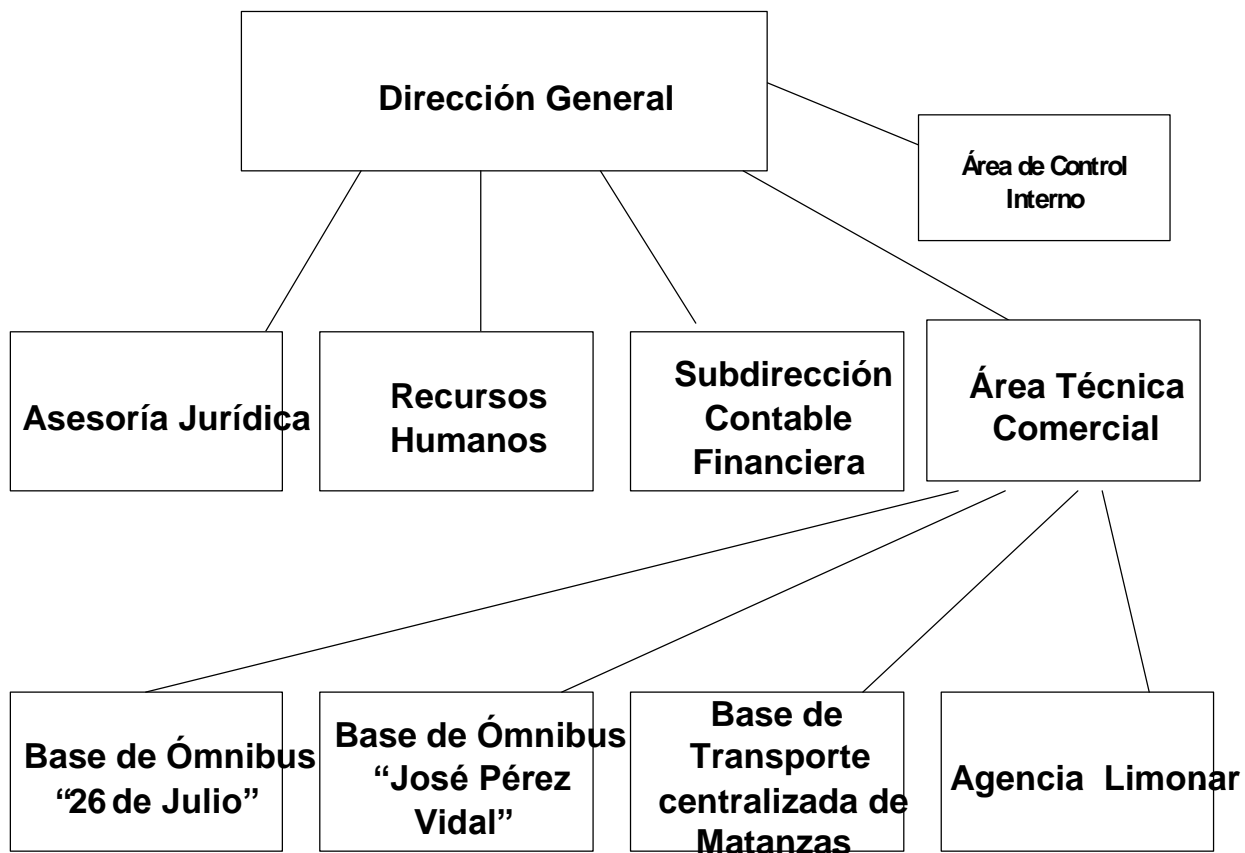 Dirección General
Área de Control
Interno
Asesoría Jurídica
Recursos
Humanos
Subdirección
Contable
Financiera
Área Técnica
Comercial
Base de Ómnibus
“26 de Julio”
Base de Ómnibus
“José Pérez
Vidal”
Base de
Transporte
centralizada de
Matanzas
Agencia Limonar